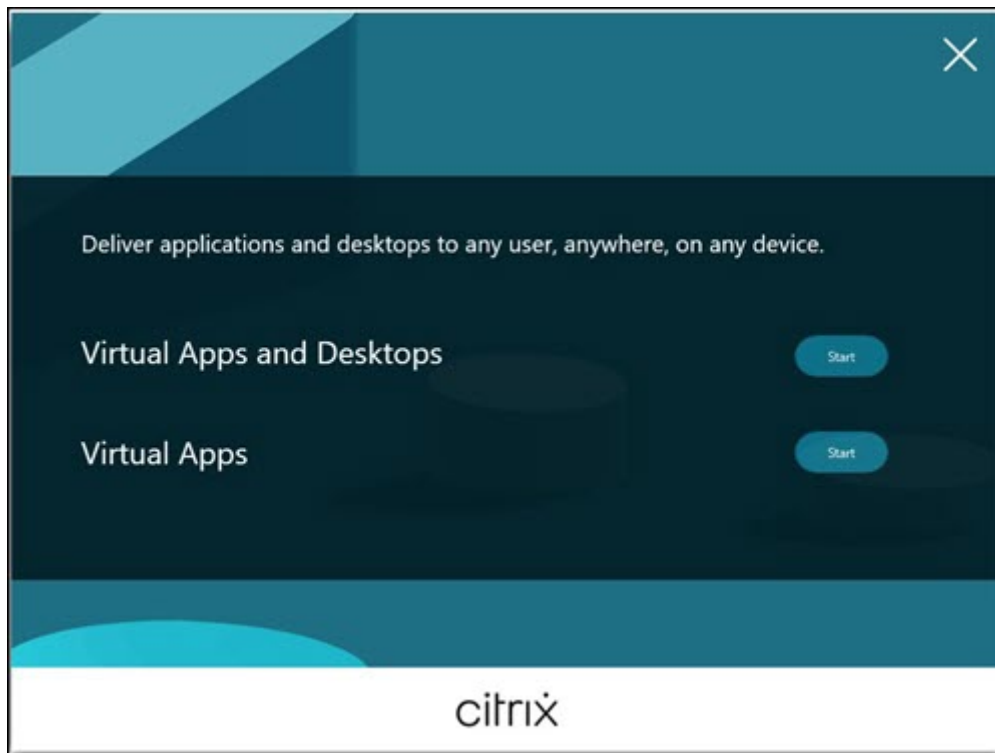 Deliver applications and desktops to any user, anywhere, on any device.
Virtual Apps and Desktops
Start
Virtual Apps
Start
citrix